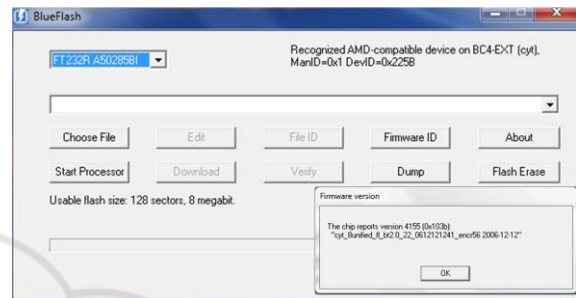 BlueFlash
FT232R A50285BI
Recognized AMD-compatible device on BC4-EXT (cyt),
ManID=0x1 DevID=0x225B
Choose File
Edit
File ID
Firmware ID
About
Start Processor
Download
Verify
Dump
Flash Erase
Usable flash size: 128 sectors, 8 megabit.
Firmware version
The chip reports version 4155 (0x103b):
"cyt_8unified_fl_bt2.0_22_0612121241_encr56 2006-12-12"
OK